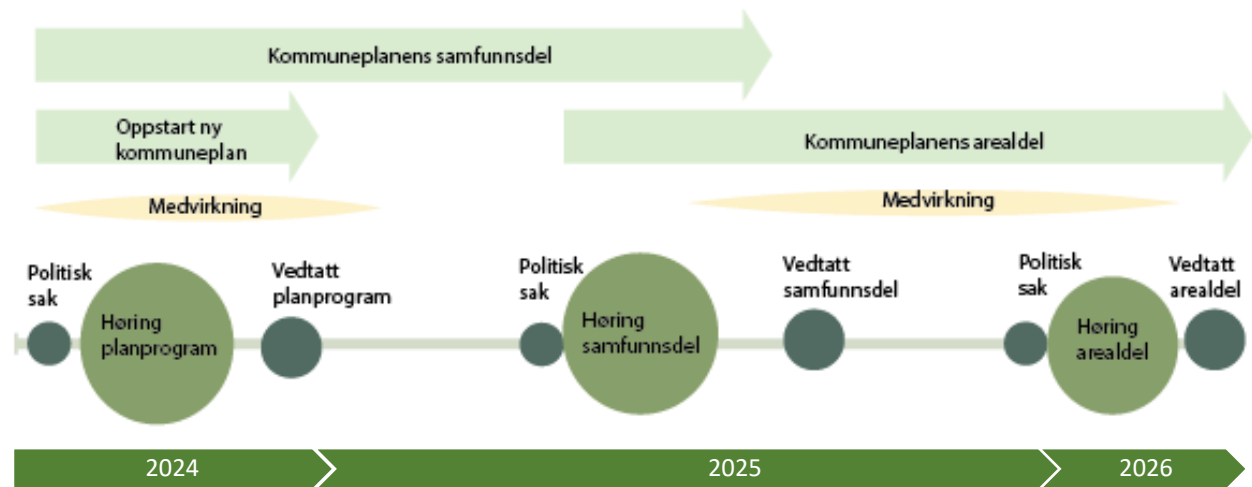 Kommuneplanens samfunnsdel
Oppstart ny
kommuneplan
Kommuneplanens arealdel
Medvirkning
Medvirkning
Politisk
sak
Høring
planprogram
Vedtatt
planprogram
Politisk
sak
Høring
samfunnsdel
Vedtatt
samfunnsdel
Politisk
sak
Høring
arealdel
Vedtatt
arealdel
2024
2025
2026